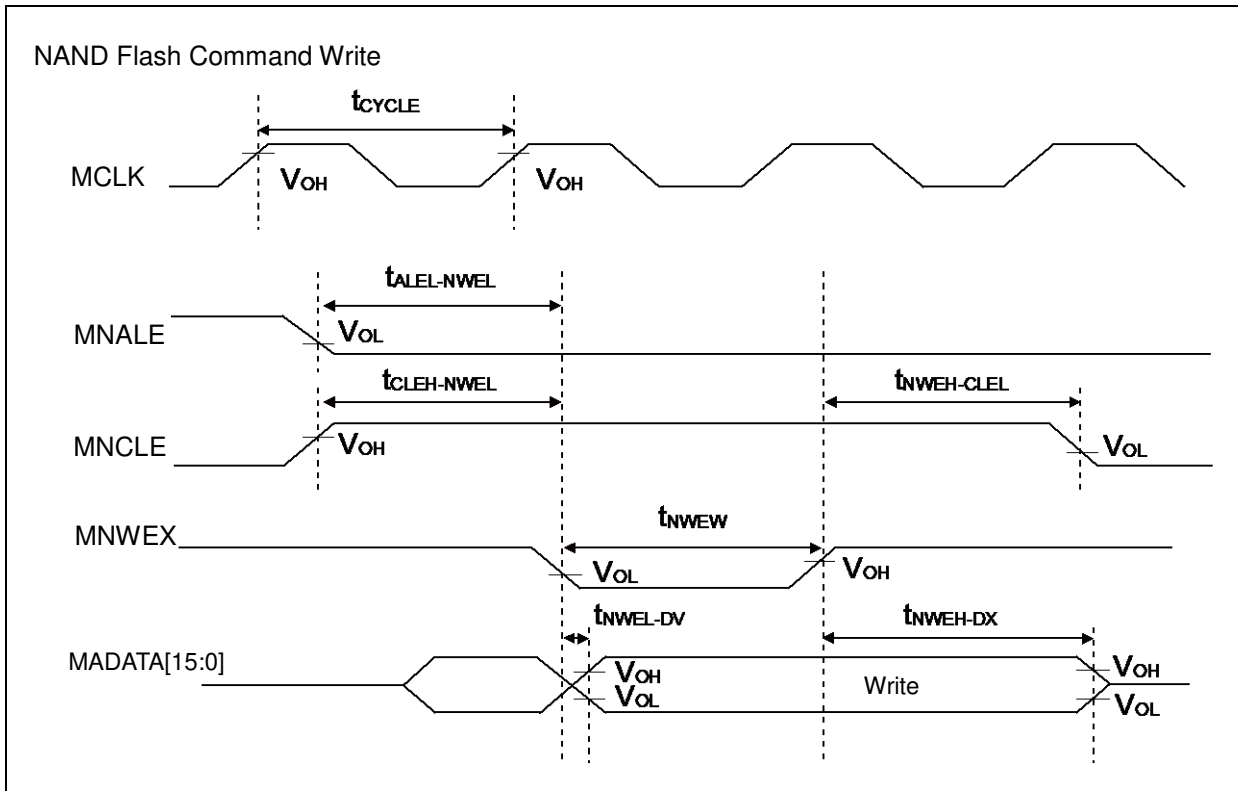 NAND Flash Command Write
tCYCLE
MCLK
VOH
VOH
tALEL-NWEL
MNALE
VOL
tCLEH-NWEL
tNWEH-CLEL
MNCLE
VOH
VOL
MNWEX
tNWEW
VOL
VOH
tNWEL-DV
tNWEH-DX
MADATA[15:0]
VOH
VOL
Write
VOH
VOL